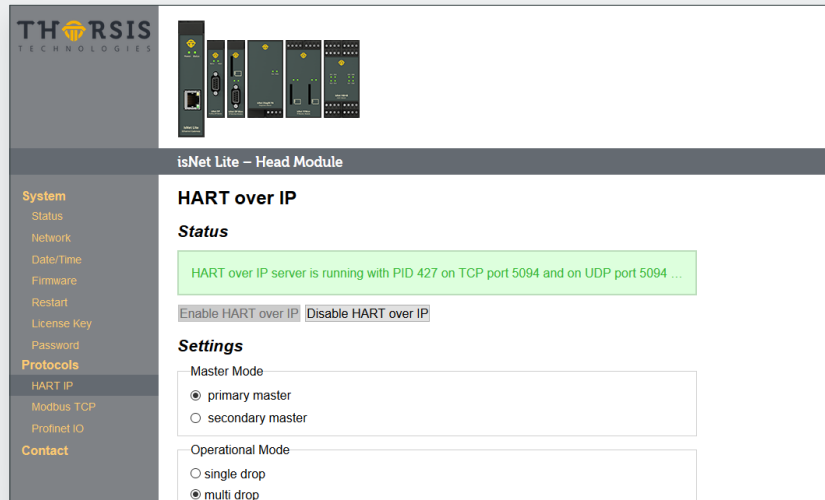 THORSIS
TECHNOLOGIES
isNet Lite – Head Module
System
Status
Network
Date/Time
Firmware
Restart
License Key
Password
Protocols
HART IP
Modbus TCP
Profinet IO
Contact
HART over IP
Status
HART over IP server is running with PID 427 on TCP port 5094 and on UDP port 5094 ...
Enable HART over IP Disable HART over IP
Settings
Master Mode
primary master
secondary master
Operational Mode
single drop
multi drop